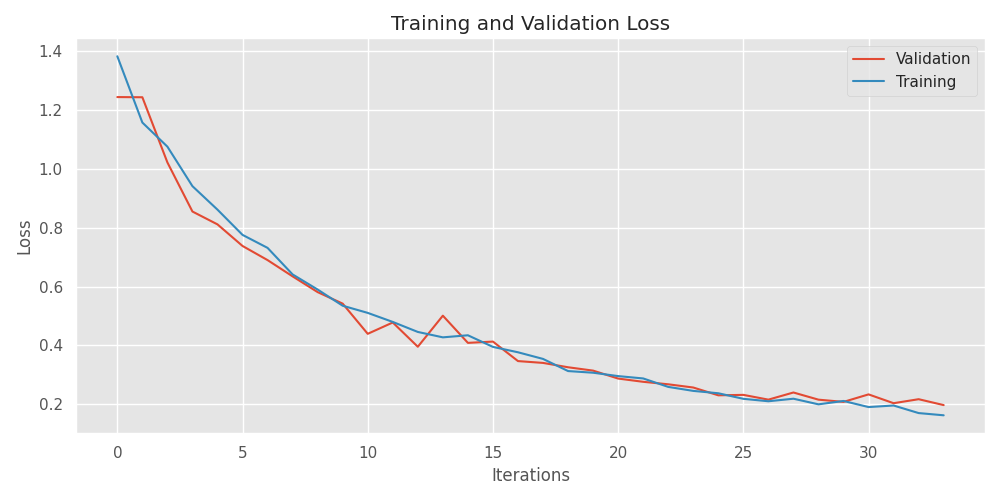 Training and Validation Loss
Validation
Training
Loss
1.4
1.2
1.0
0.8
0.6
0.4
0.2
0 5 10 15 20 25 30
Iterations